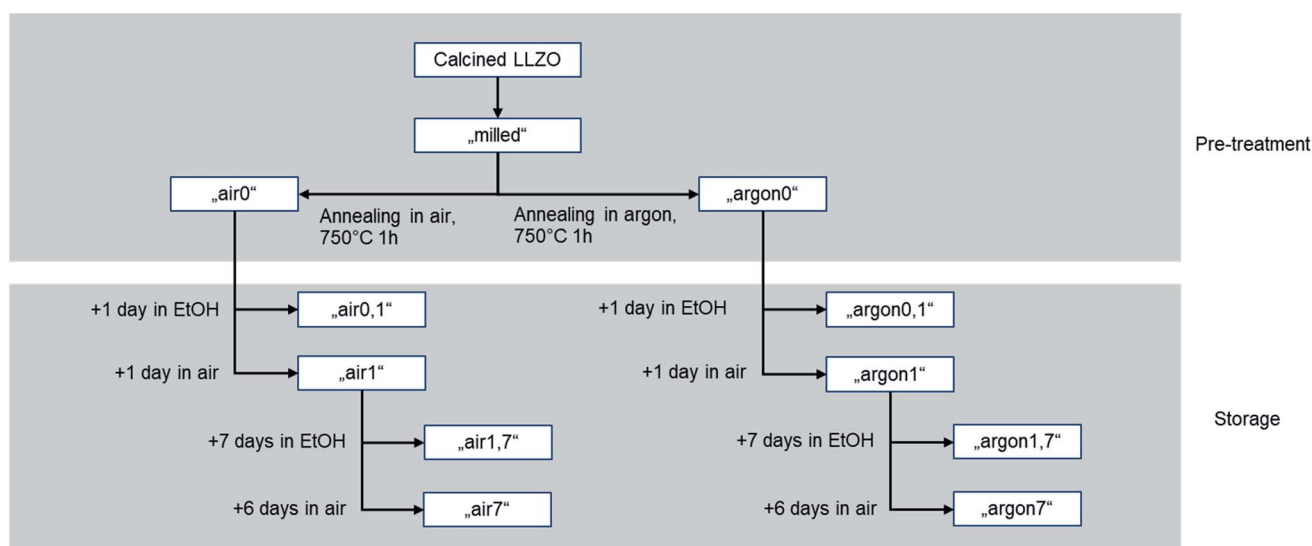 Calcined LLZO
„milled“
Pre-treatment
„air0“
„argon0“
Annealing in air,
750°C 1h
Annealing in argon,
750°C 1h
+1 day in EtOH
„air0,1“
+1 day in EtOH
„argon0,1“
+1 day in air
„air1“
+1 day in air
„argon1“
Storage
+7 days in EtOH
„air1,7“
+7 days in EtOH
„argon1,7“
+6 days in air
„air7“
+6 days in air
„argon7“